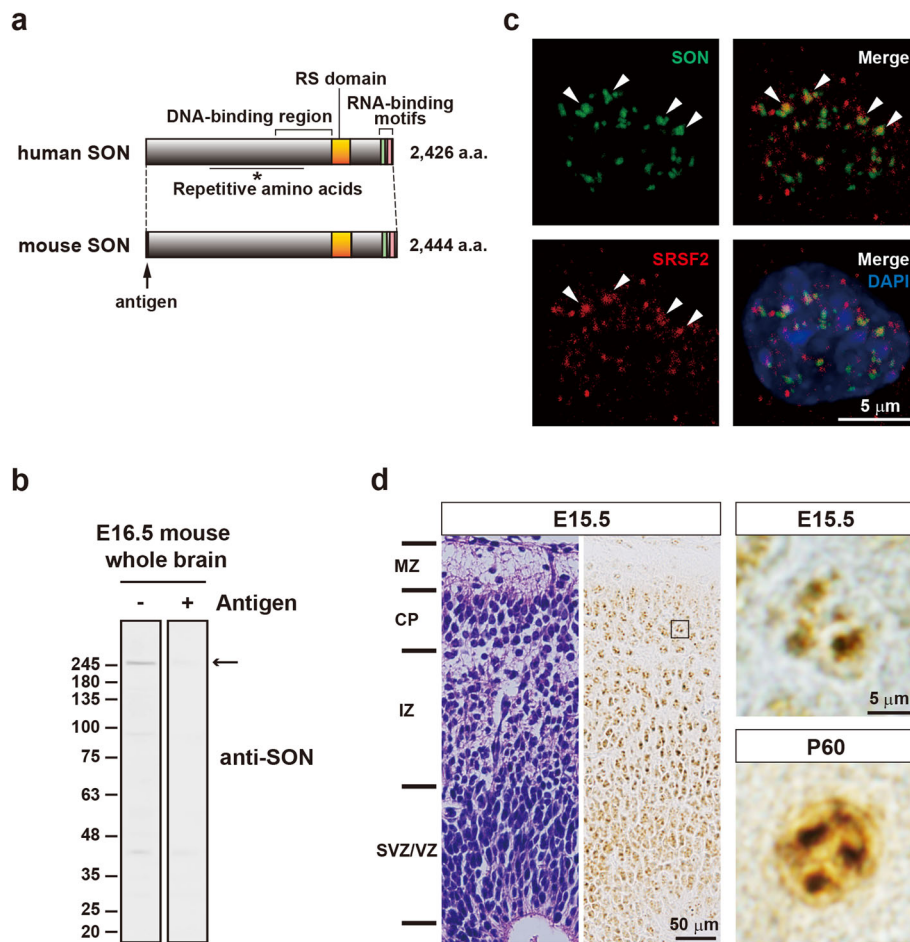 a
RS domain
DNA-binding region
RNA-binding
motifs
human SON
2,426 a.a.
*
Repetitive amino acids
mouse SON
2,444 a.a.
antigen
c
SON
Merge
SRSF2
Merge
DAPI
5 μm
b
E16.5 mouse
whole brain
- + Antigen
245
180
135
100
75
63
48
35
25
20
anti-SON
d
E15.5
MZ
CP
IZ
SVZ/VZ
50 μm
E15.5
5 μm
P60